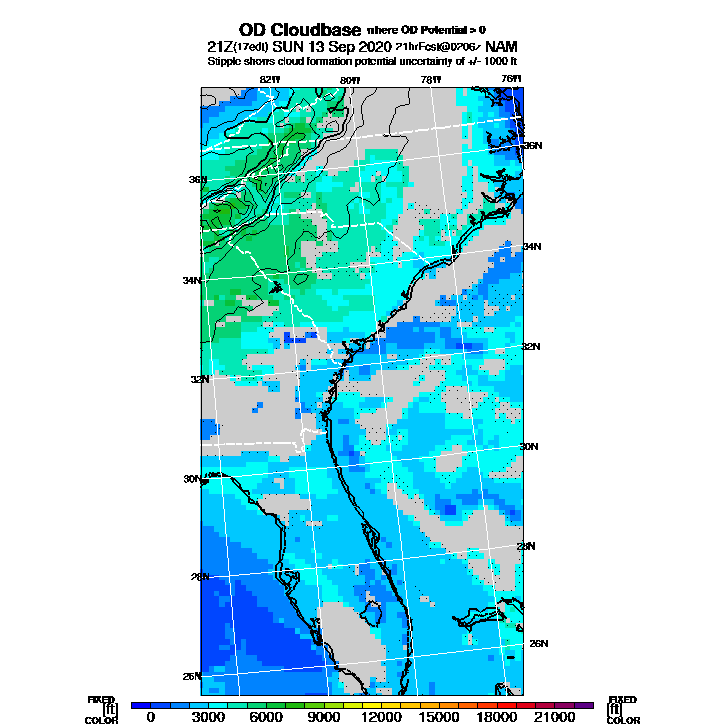 OD Cloudbase where OD Potential > 0
21Z(17edt) SUN 13 Sep 2020 21hrFcst@0206z NAM
Stipple shows cloud formation potential uncertainty of +/- 1000 ft
82W 80W 78W 76W
36N
36N
34N
34N
32N
32N
30N
30N
28N
28N
26N
26N
FIXED FIXED
[ft] [ft]
COLOR 0 3000 6000 9000 12000 15000 18000 21000 COLOR